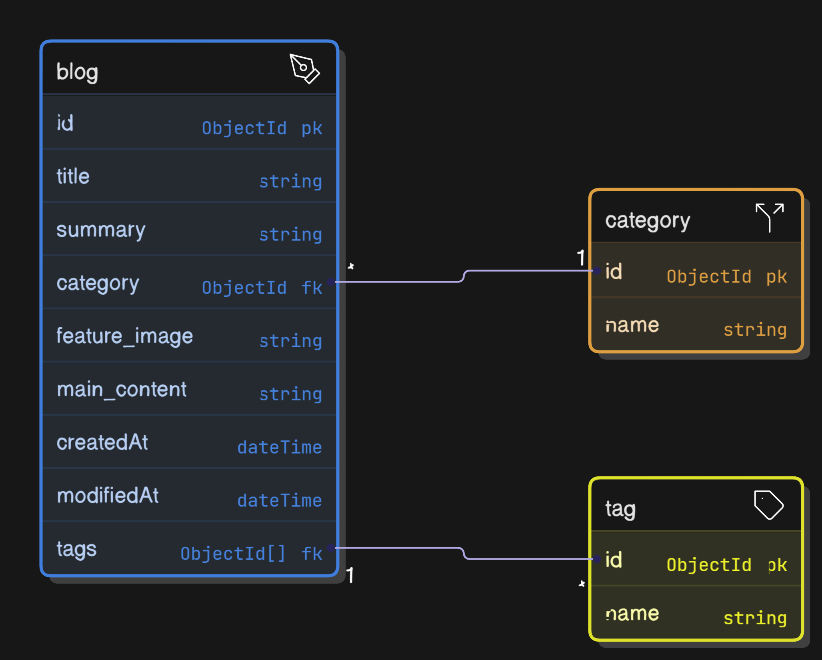 blog
id ObjectId pk
title string
summary string
category ObjectId fk
feature_image string
main_content string
createdAt dateTime
modifiedAt dateTime
tags ObjectId[] fk
*
1
category
id ObjectId pk
name string
1
*
tag
id ObjectId pk
name string